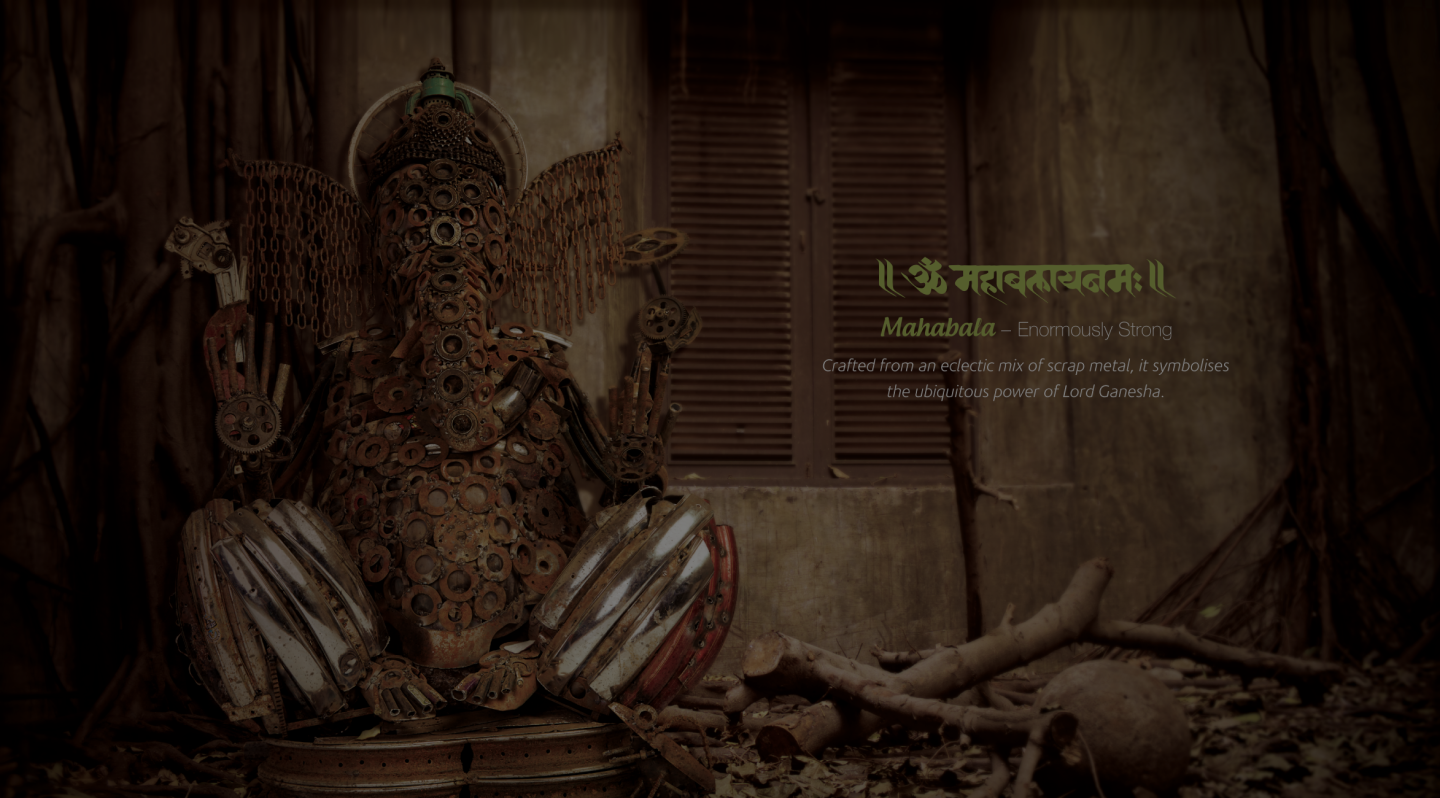 ॥ ॐ महाबलायनमः ॥
Mahabala – Enormously Strong
Crafted from an eclectic mix of scrap metal, it symbolises
the ubiquitous power of Lord Ganesha.